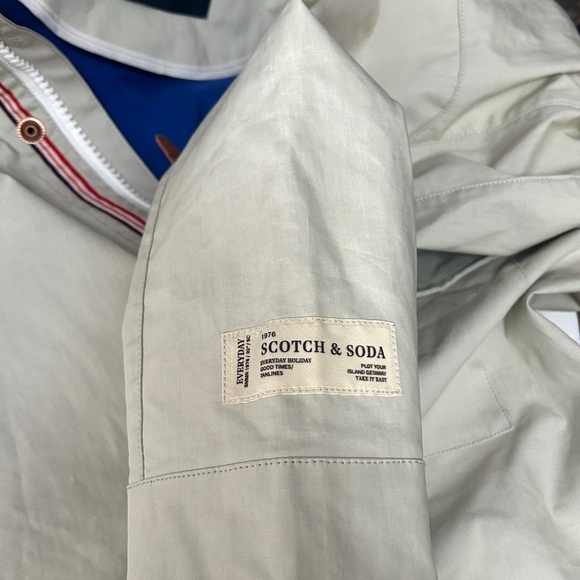 EVERYDAY
1976
SCOTCH & SODA
EVERYDAY HOLIDAY
GOOD TIMES/
TANLINES
PLOT YOUR
ISLAND GETAWAY
TAKE IT EASY